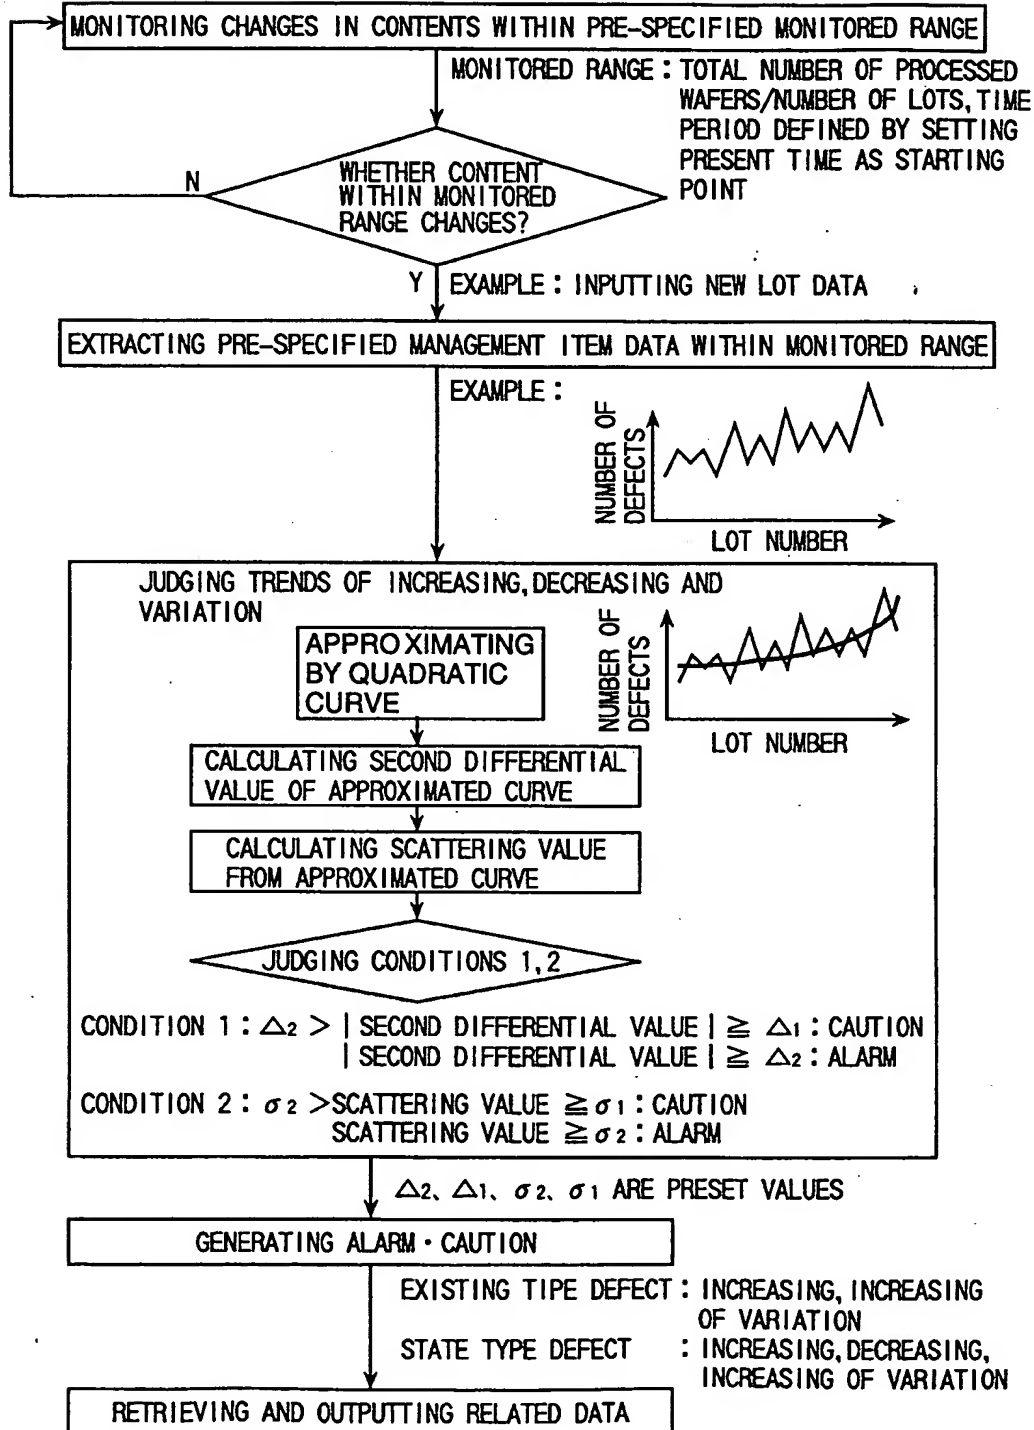 MONITORING CHANGES IN CONTENTS WITHIN PRE-SPECIFIED MONITORED RANGE
MONITORED RANGE : TOTAL NUMBER OF PROCESSED
WAFERS/NUMBER OF LOTS, TIME
PERIOD DEFINED BY SETTING
PRESENT TIME AS STARTING
POINT
N
WHETHER CONTENT
WITHIN MONITORED
RANGE CHANGES?
Y
EXAMPLE : INPUTTING NEW LOT DATA
EXTRACTING PRE-SPECIFIED MANAGEMENT ITEM DATA WITHIN MONITORED RANGE
EXAMPLE :
NUMBER OF
DEFECTS
LOT NUMBER
JUDGING TRENDS OF INCREASING, DECREASING AND
VARIATION
APPROXIMATING
BY QUADRATIC
CURVE
NUMBER OF
DEFECTS
LOT NUMBER
CALCULATING SECOND DIFFERENTIAL
VALUE OF APPROXIMATED CURVE
CALCULATING SCATTERING VALUE
FROM APPROXIMATED CURVE
JUDGING CONDITIONS 1, 2
CONDITION 1 : △2 > | SECOND DIFFERENTIAL VALUE | ≧ △1 : CAUTION
| SECOND DIFFERENTIAL VALUE | ≧ △2 : ALARM
CONDITION 2 : σ2 > SCATTERING VALUE ≧ σ1 : CAUTION
SCATTERING VALUE ≧ σ2 : ALARM
△2、△1、σ2、σ1 ARE PRESET VALUES
GENERATING ALARM・CAUTION
EXISTING TIPE DEFECT : INCREASING, INCREASING
OF VARIATION
STATE TYPE DEFECT : INCREASING, DECREASING,
INCREASING OF VARIATION
RETRIEVING AND OUTPUTTING RELATED DATA